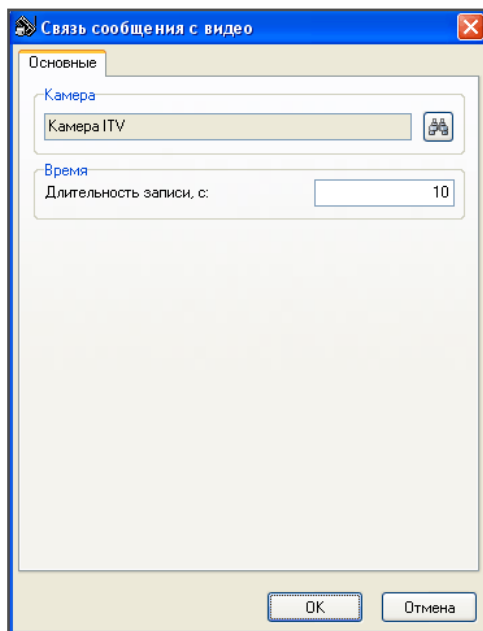 Связь сообщения с видео
Основные
Камера
Камера ITV
Время
Длительность записи, с: 10
OK Отмена